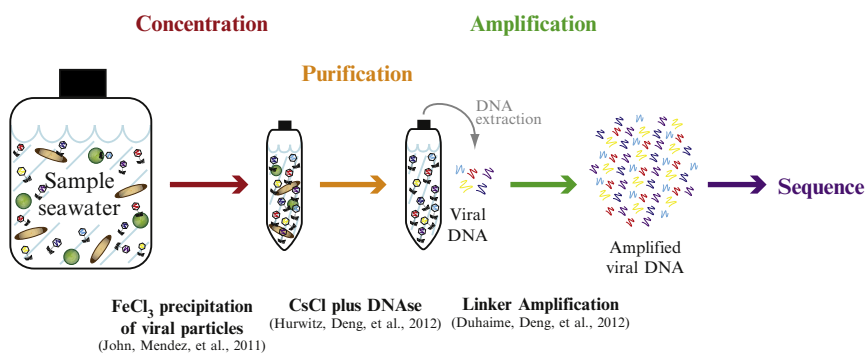 Concentration
Amplification
Purification
DNA
extraction
Sample
seawater
Sequence
Viral
DNA
Amplified
viral DNA
FeCl₃ precipitation
of viral particles
(John, Mendez, et al., 2011)
CsCl plus DNAse
(Hurwitz, Deng, et al., 2012)
Linker Amplification
(Duhaime, Deng, et al., 2012)